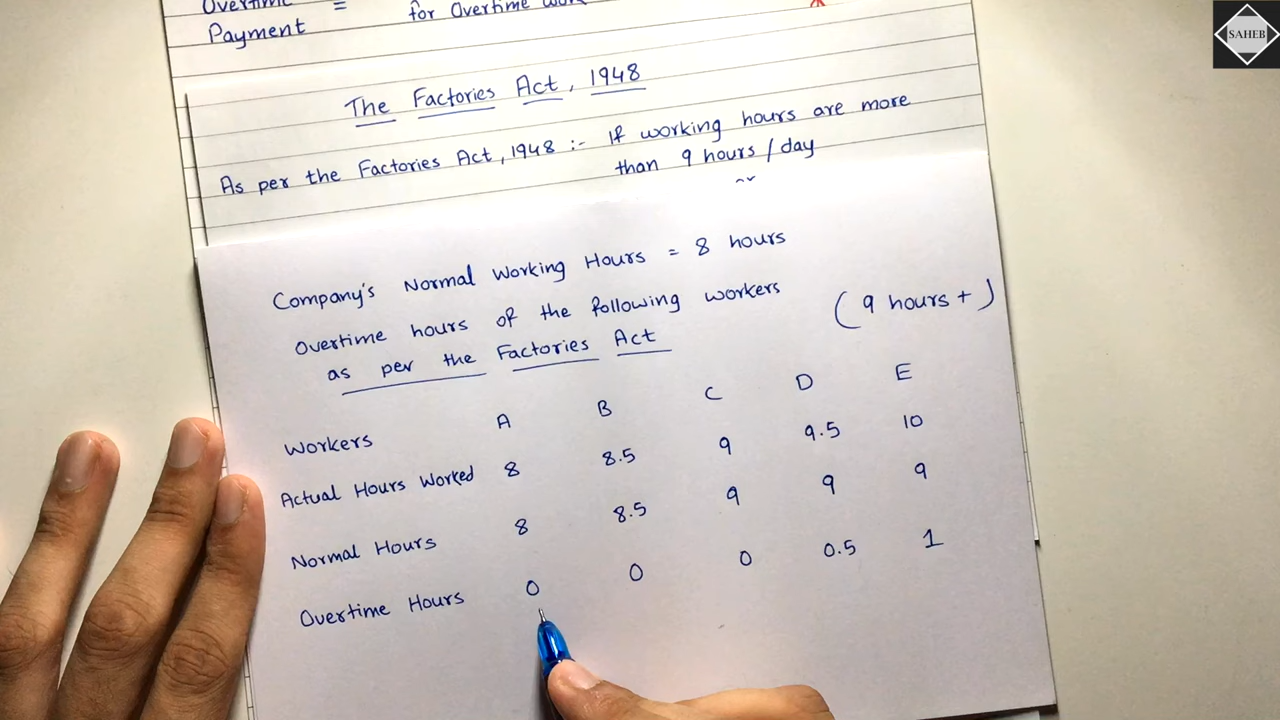 Overtime =
for Overtime
Payment
SAHEB
The Factories Act, 1948
As per the Factories Act, 1948 :- If working hours are more
than 9 hours / day
or
Company's Normal Working Hours = 8 hours
Overtime hours of the following workers
as per the Factories Act
(9 hours +)
Workers A B C D E
Actual Hours Worked 8 8.5 9 9.5 10
Normal Hours 8 8.5 9 9 9
Overtime Hours 0 0 0 0.5 1